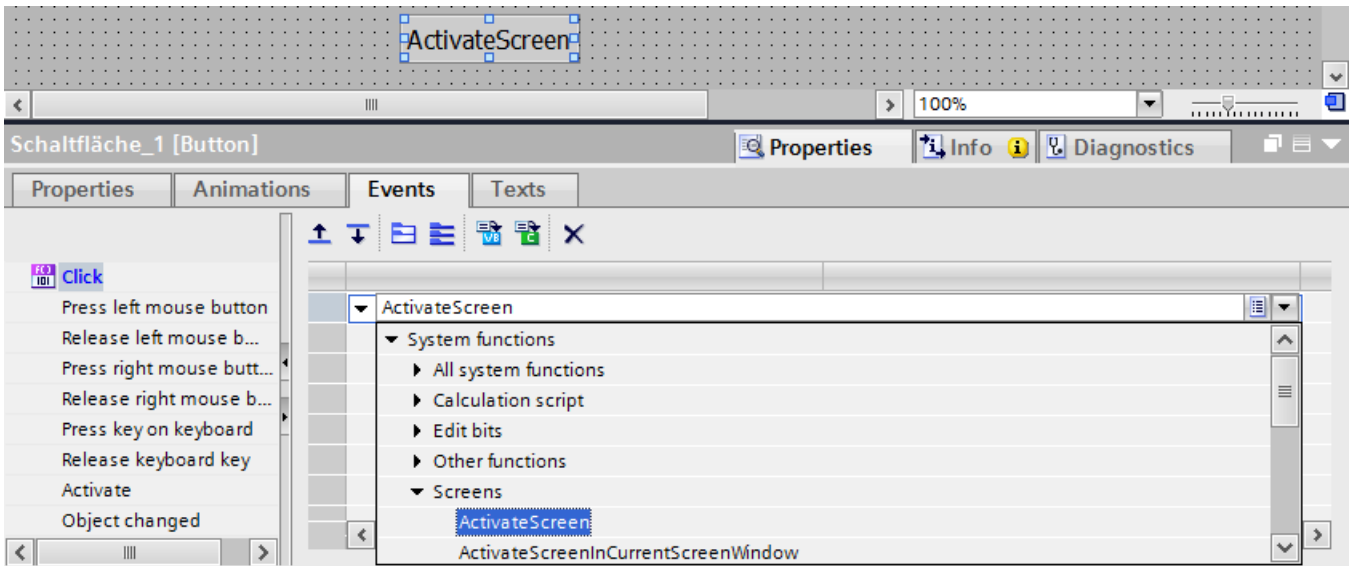 ActivateScreen
100%
Schaltfläche_1 [Button]
Properties
Info
Diagnostics
Properties
Animations
Events
Texts
Click
Press left mouse button
Release left mouse b...
Press right mouse butt...
Release right mouse b...
Press key on keyboard
Release keyboard key
Activate
Object changed
ActivateScreen
System functions
All system functions
Calculation script
Edit bits
Other functions
Screens
ActivateScreen
ActivateScreenInCurrentScreenWindow